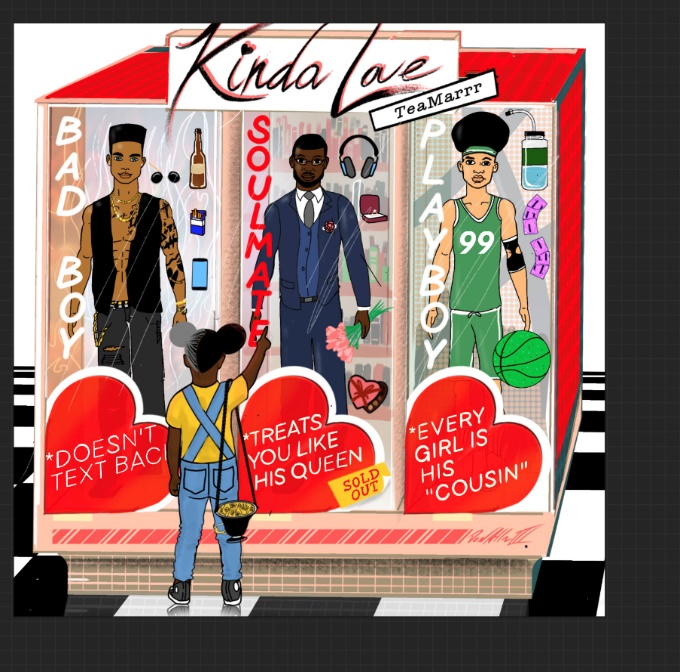 Kinda Love
TeaMarrr
BAD BOY
SOULMATE
PLAYBOY
99
*DOESN'T
TEXT BAC
*TREATS
YOU LIKE
HIS QUEEN
SOLD
OUT
*EVERY
GIRL IS
HIS
"COUSIN"